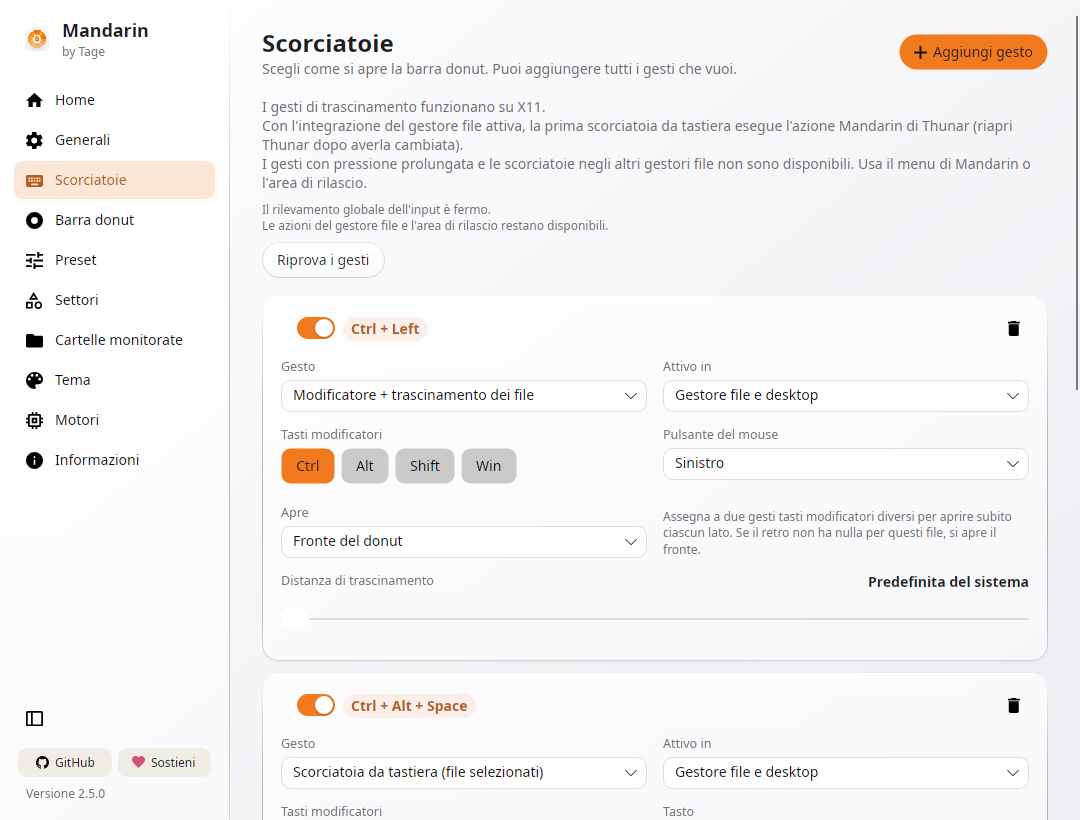 Mandarin
by Tage
Home
Generali
Scorciatoie
Barra donut
Preset
Settori
Cartelle monitorate
Tema
Motori
Informazioni
GitHub
Sostieni
Versione 2.5.0
Scorciatoie
Scegli come si apre la barra donut. Puoi aggiungere tutti i gesti che vuoi.
Aggiungi gesto
I gesti di trascinamento funzionano su X11.
Con l'integrazione del gestore file attiva, la prima scorciatoia da tastiera esegue l'azione Mandarin di Thunar (riapri
Thunar dopo averla cambiata).
I gesti con pressione prolungata e le scorciatoie negli altri gestori file non sono disponibili. Usa il menu di Mandarin o
l'area di rilascio.
Il rilevamento globale dell'input è fermo.
Le azioni del gestore file e l'area di rilascio restano disponibili.
Riprova i gesti
Ctrl + Left
Gesto
Attivo in
Modificatore + trascinamento dei file
Gestore file e desktop
Tasti modificatori
Pulsante del mouse
Ctrl
Alt
Shift
Win
Sinistro
Apre
Fronte del donut
Assegna a due gesti tasti modificatori diversi per aprire subito
ciascun lato. Se il retro non ha nulla per questi file, si apre il
fronte.
Distanza di trascinamento
Predefinita del sistema
Ctrl + Alt + Space
Gesto
Attivo in
Scorciatoia da tastiera (file selezionati)
Gestore file e desktop
Tasti modificatori
Tasto